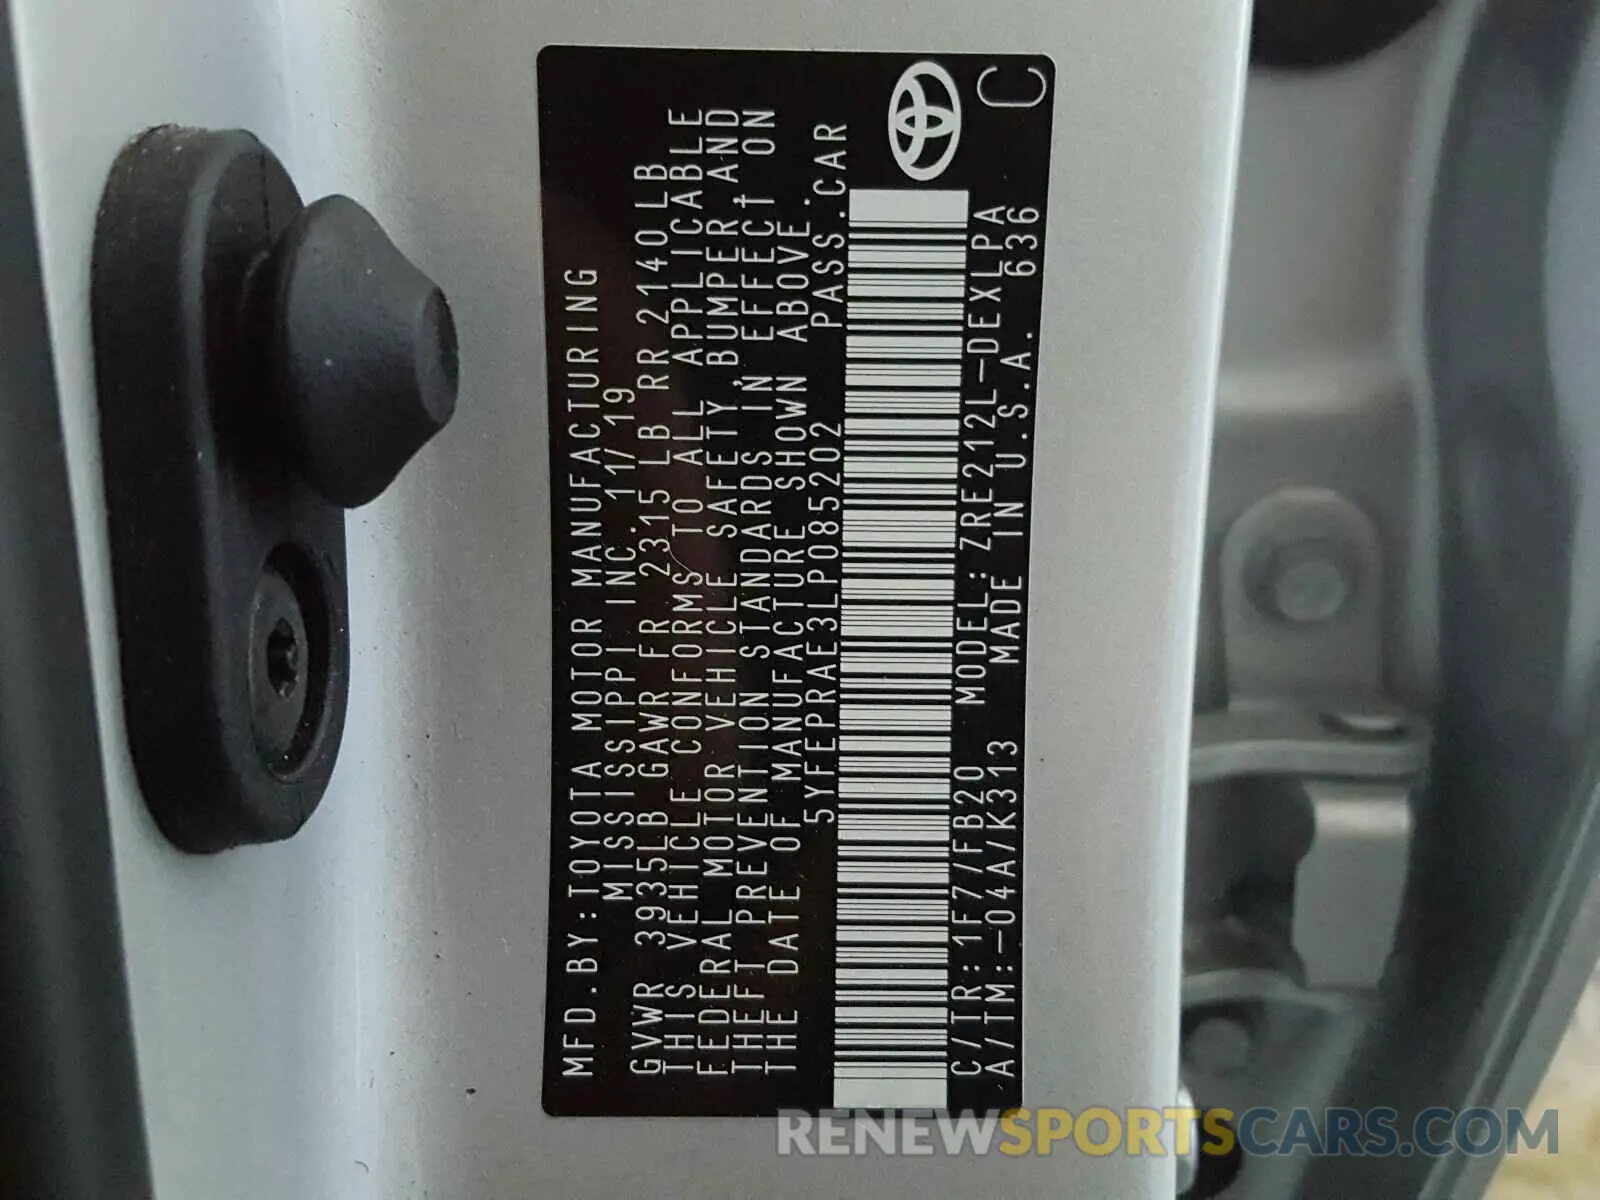 MFD.BY:TOYOTA MOTOR MANUFACTURING
MISSISSIPPI INC. 11/19
GVWR 3935LB GAWR FR 2315 LB RR 2140LB
THIS VEHICLE CONFORMS TO ALL APPLICABLE
FEDERAL MOTOR VEHICLE SAFETY, BUMPER, AND
THEFT PREVENTION STANDARDS IN EFFECT ON
THE DATE OF MANUFACTURE SHOWN ABOVE.
5YFEPRAE3LP085202 PASS.CAR
C/TR:1F7/FB20 MODEL:ZRE212L-DEXLPA
A/TM:-04A/K313 MADE IN U.S.A. 636
C
RENEWSPORTSCARS.COM